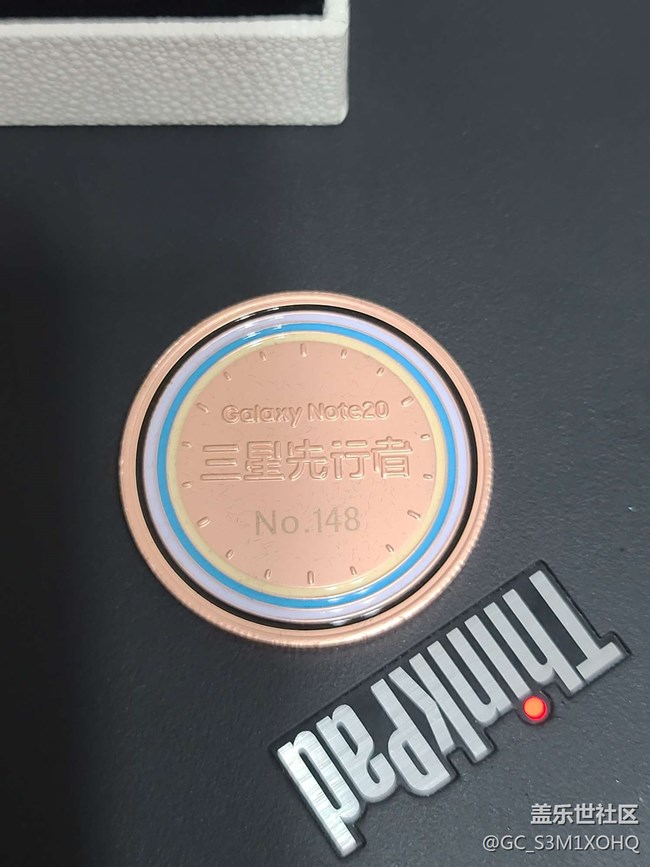 Galaxy Note20
三星先行者
No.148
ThinkPad
盖乐世社区
@GC_S3M1XOHQ